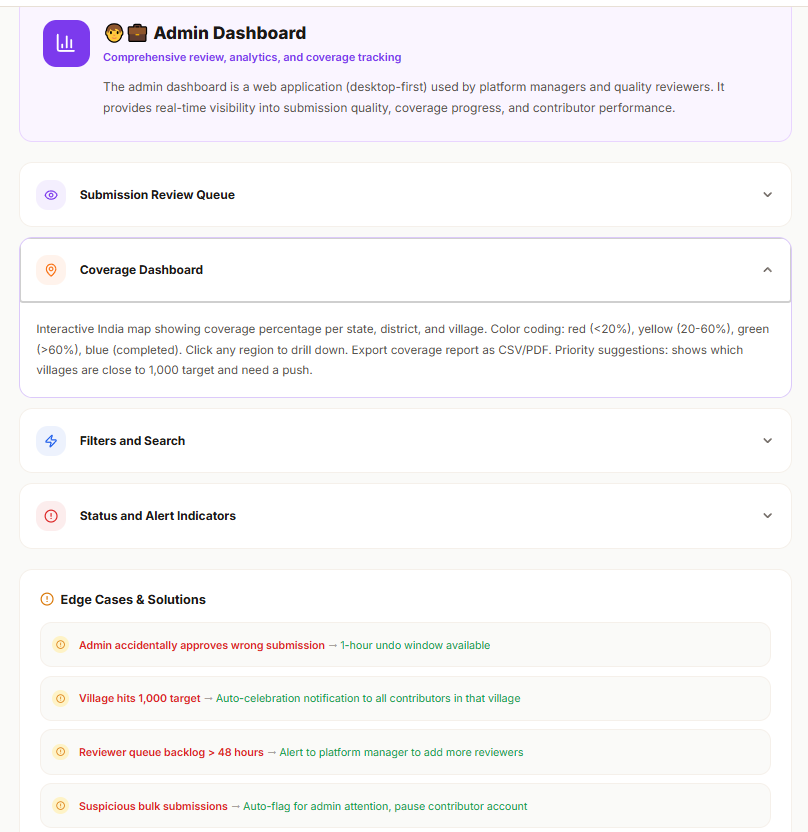 👨‍💼 Admin Dashboard
Comprehensive review, analytics, and coverage tracking
The admin dashboard is a web application (desktop-first) used by platform managers and quality reviewers. It
provides real-time visibility into submission quality, coverage progress, and contributor performance.
Submission Review Queue
Coverage Dashboard
Interactive India map showing coverage percentage per state, district, and village. Color coding: red (<20%), yellow (20-60%), green
(>60%), blue (completed). Click any region to drill down. Export coverage report as CSV/PDF. Priority suggestions: shows which
villages are close to 1,000 target and need a push.
Filters and Search
Status and Alert Indicators
Edge Cases & Solutions
Admin accidentally approves wrong submission → 1-hour undo window available
Village hits 1,000 target → Auto-celebration notification to all contributors in that village
Reviewer queue backlog > 48 hours → Alert to platform manager to add more reviewers
Suspicious bulk submissions → Auto-flag for admin attention, pause contributor account